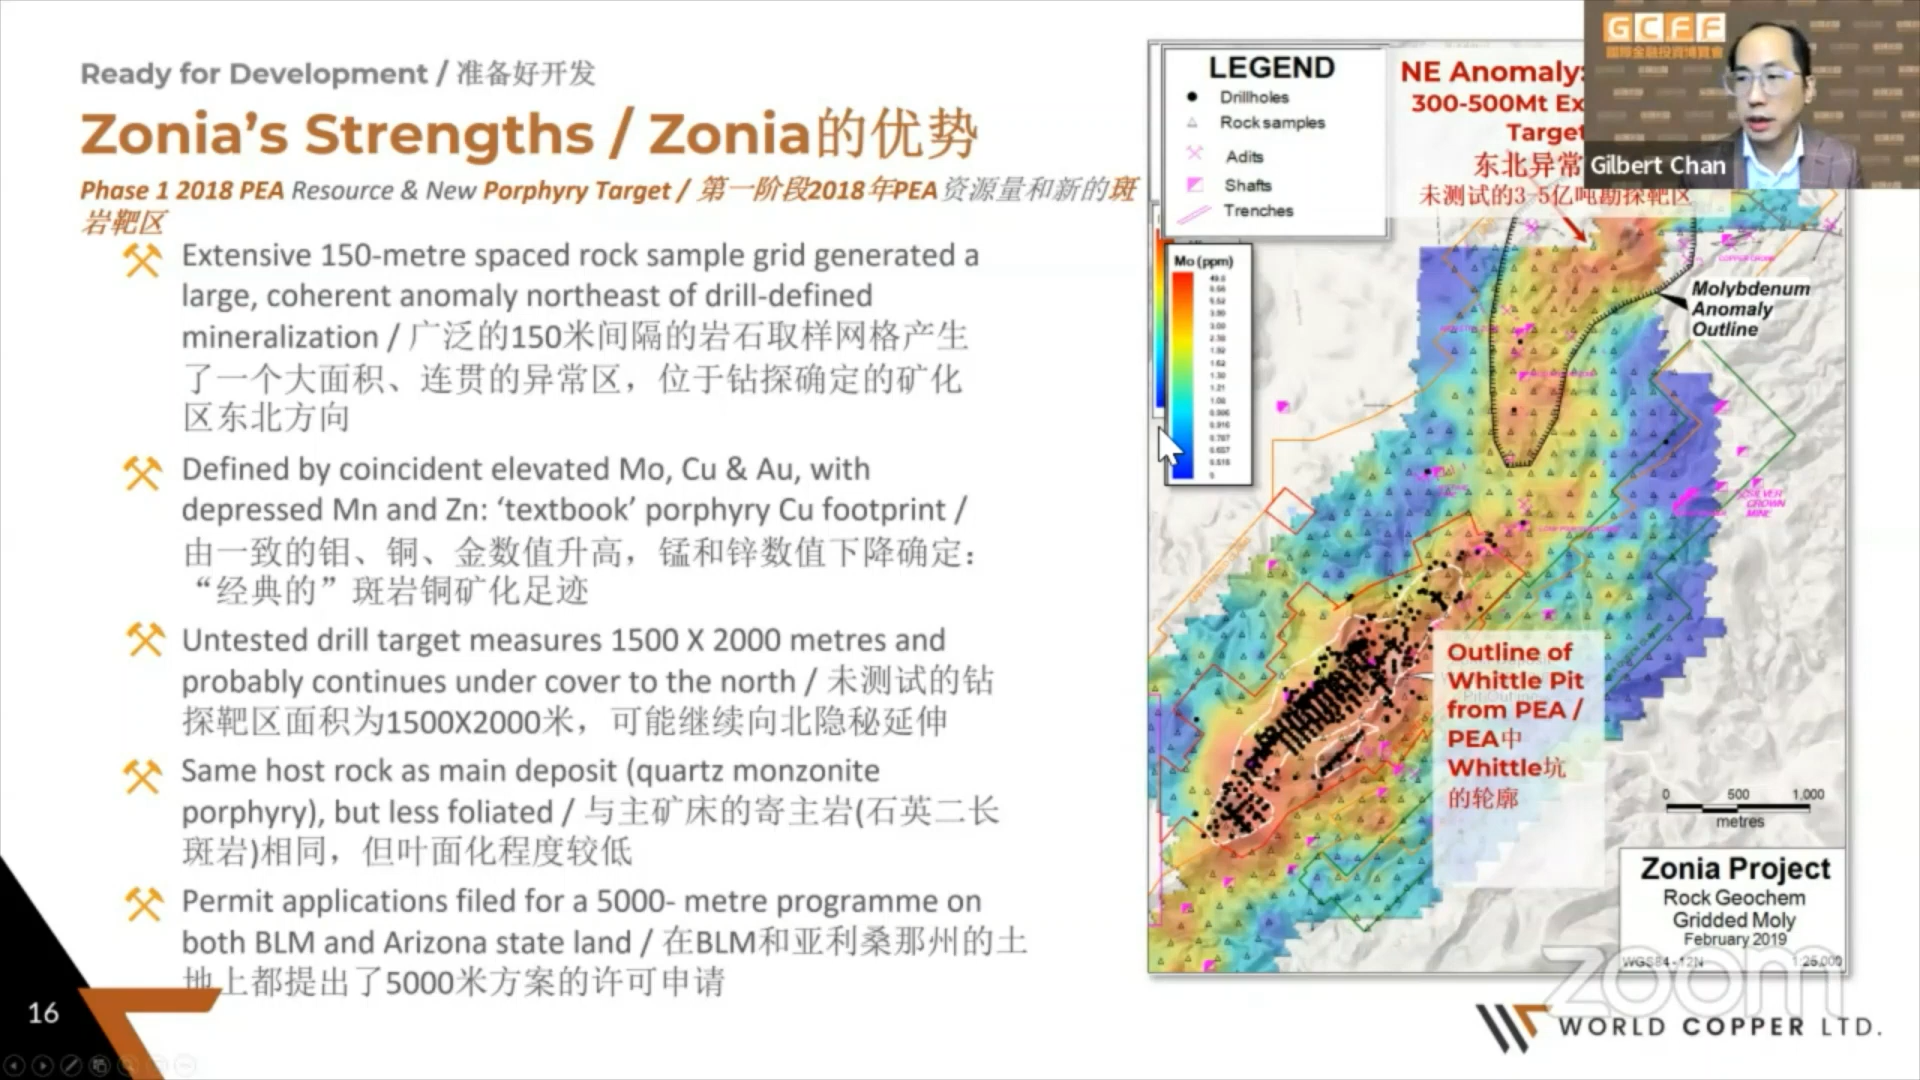 Ready for Development / 准备好开发
Zonia's Strengths / Zonia的优势
Phase 1 2018 PEA Resource & New Porphyry Target / 第一阶段2018年PEA资源量和新的斑
岩靶区
Extensive 150-metre spaced rock sample grid generated a
large, coherent anomaly northeast of drill-defined
mineralization / 广泛的150米间隔的岩石取样网格产生
了一个大面积、连贯的异常区，位于钻探确定的矿化
区东北方向
Defined by coincident elevated Mo, Cu & Au, with
depressed Mn and Zn: 'textbook' porphyry Cu footprint /
由一致的钼、铜、金数值升高，锰和锌数值下降确定：
“经典的”斑岩铜矿化足迹
Untested drill target measures 1500 X 2000 metres and
probably continues under cover to the north / 未测试的钻
探靶区面积为1500X2000米，可能继续向北隐秘延伸
Same host rock as main deposit (quartz monzonite
porphyry), but less foliated / 与主矿床的寄主岩(石英二长
斑岩)相同，但叶面化程度较低
Permit applications filed for a 5000- metre programme on
both BLM and Arizona state land / 在BLM和亚利桑那州的土
地上都提出了5000米方案的许可申请
16
LEGEND
Drillholes
Rock samples
Adits
Shafts
Trenches
NE Anomaly:
300-500Mt Ex
Target
东北异常
未测试的3-5亿吨勘探靶区
GCFF
國際金融投資博覽會
Gilbert Chan
Mo (ppm)
Molybdenum
Anomaly
Outline
SILVER
CROWN
MINE
Outline of
Whittle Pit
from PEA /
PEA中
Whittle坑
的轮廓
0 500 1,000
metres
Zonia Project
Rock Geochem
Gridded Moly
February 2019
WGS84-12N 1:25,000
zoom
WORLD COPPER LTD.